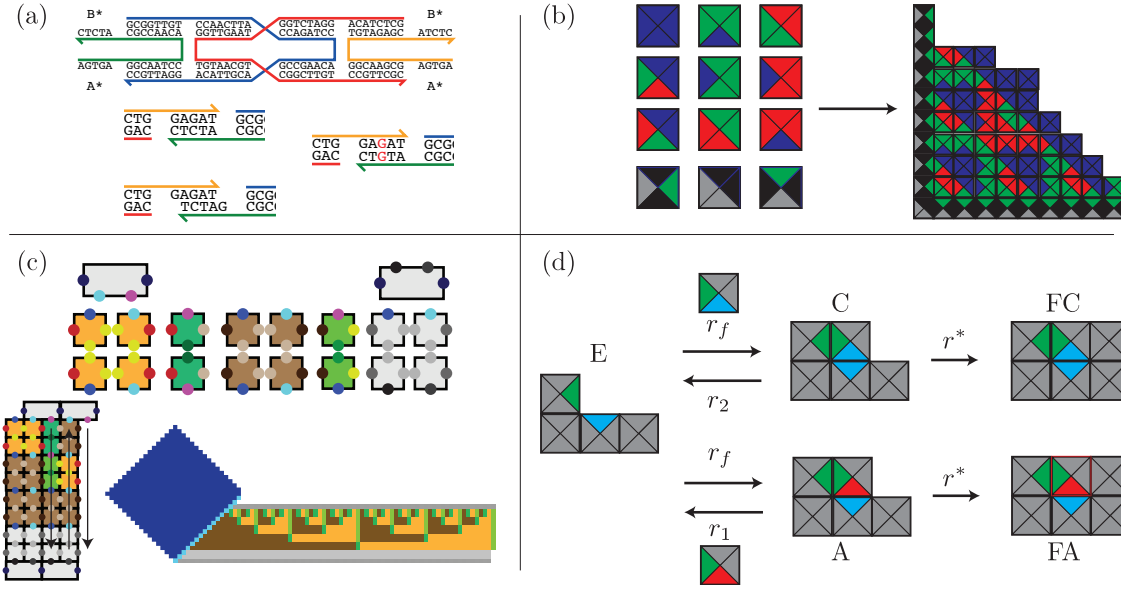 (a)
B*
B*
GCGGTTGT CCAACTTA GGTCTAGG ACATCTCG
CTCTA CGCCAACA GGTTGAAT CCAGATCC TGTAGAGC ATCTC
AGTGA GGCAATCC TGTAACGT GCCGAACA GGCAAGCG AGTGA
CCGTTAGG ACATTGCA CGGCTTGT CCGTTCGC
A*
A*
CTG GAGAT GCG
GAC CTCTA CGC
CTG GAGAT GCG
GAC CTGTA CGC
CTG GAGAT GCG
GAC TCTAG CGC
(b)
(c)
(d)
E
r_f
r_2
C
r*
FC
r_f
r_1
A
r*
FA